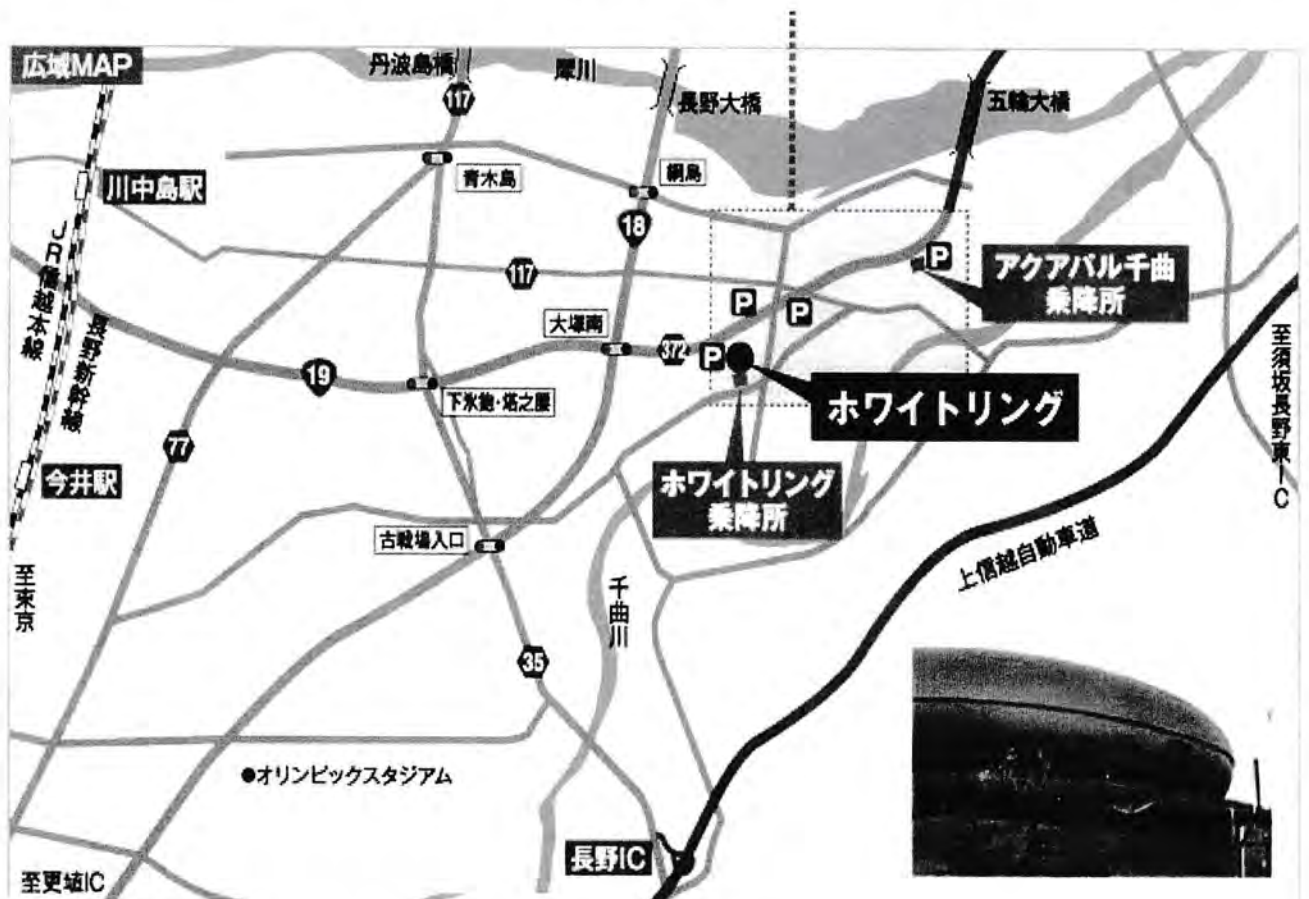 広域MAP
丹波島橋
犀川
長野大橋
五輪大橋
117
川中島駅
青木島
綱島
18
JR信越本線
長野新幹線
117
P
アクアパル千曲
乗降所
大塚南
372
P
P
P
ホワイトリング
19
下氷鉋・塔之腰
至須坂長野東IC
77
今井駅
ホワイトリング
乗降所
古戦場入口
上信越自動車道
至東京
千曲川
35
●オリンピックスタジアム
長野IC
至更埴IC